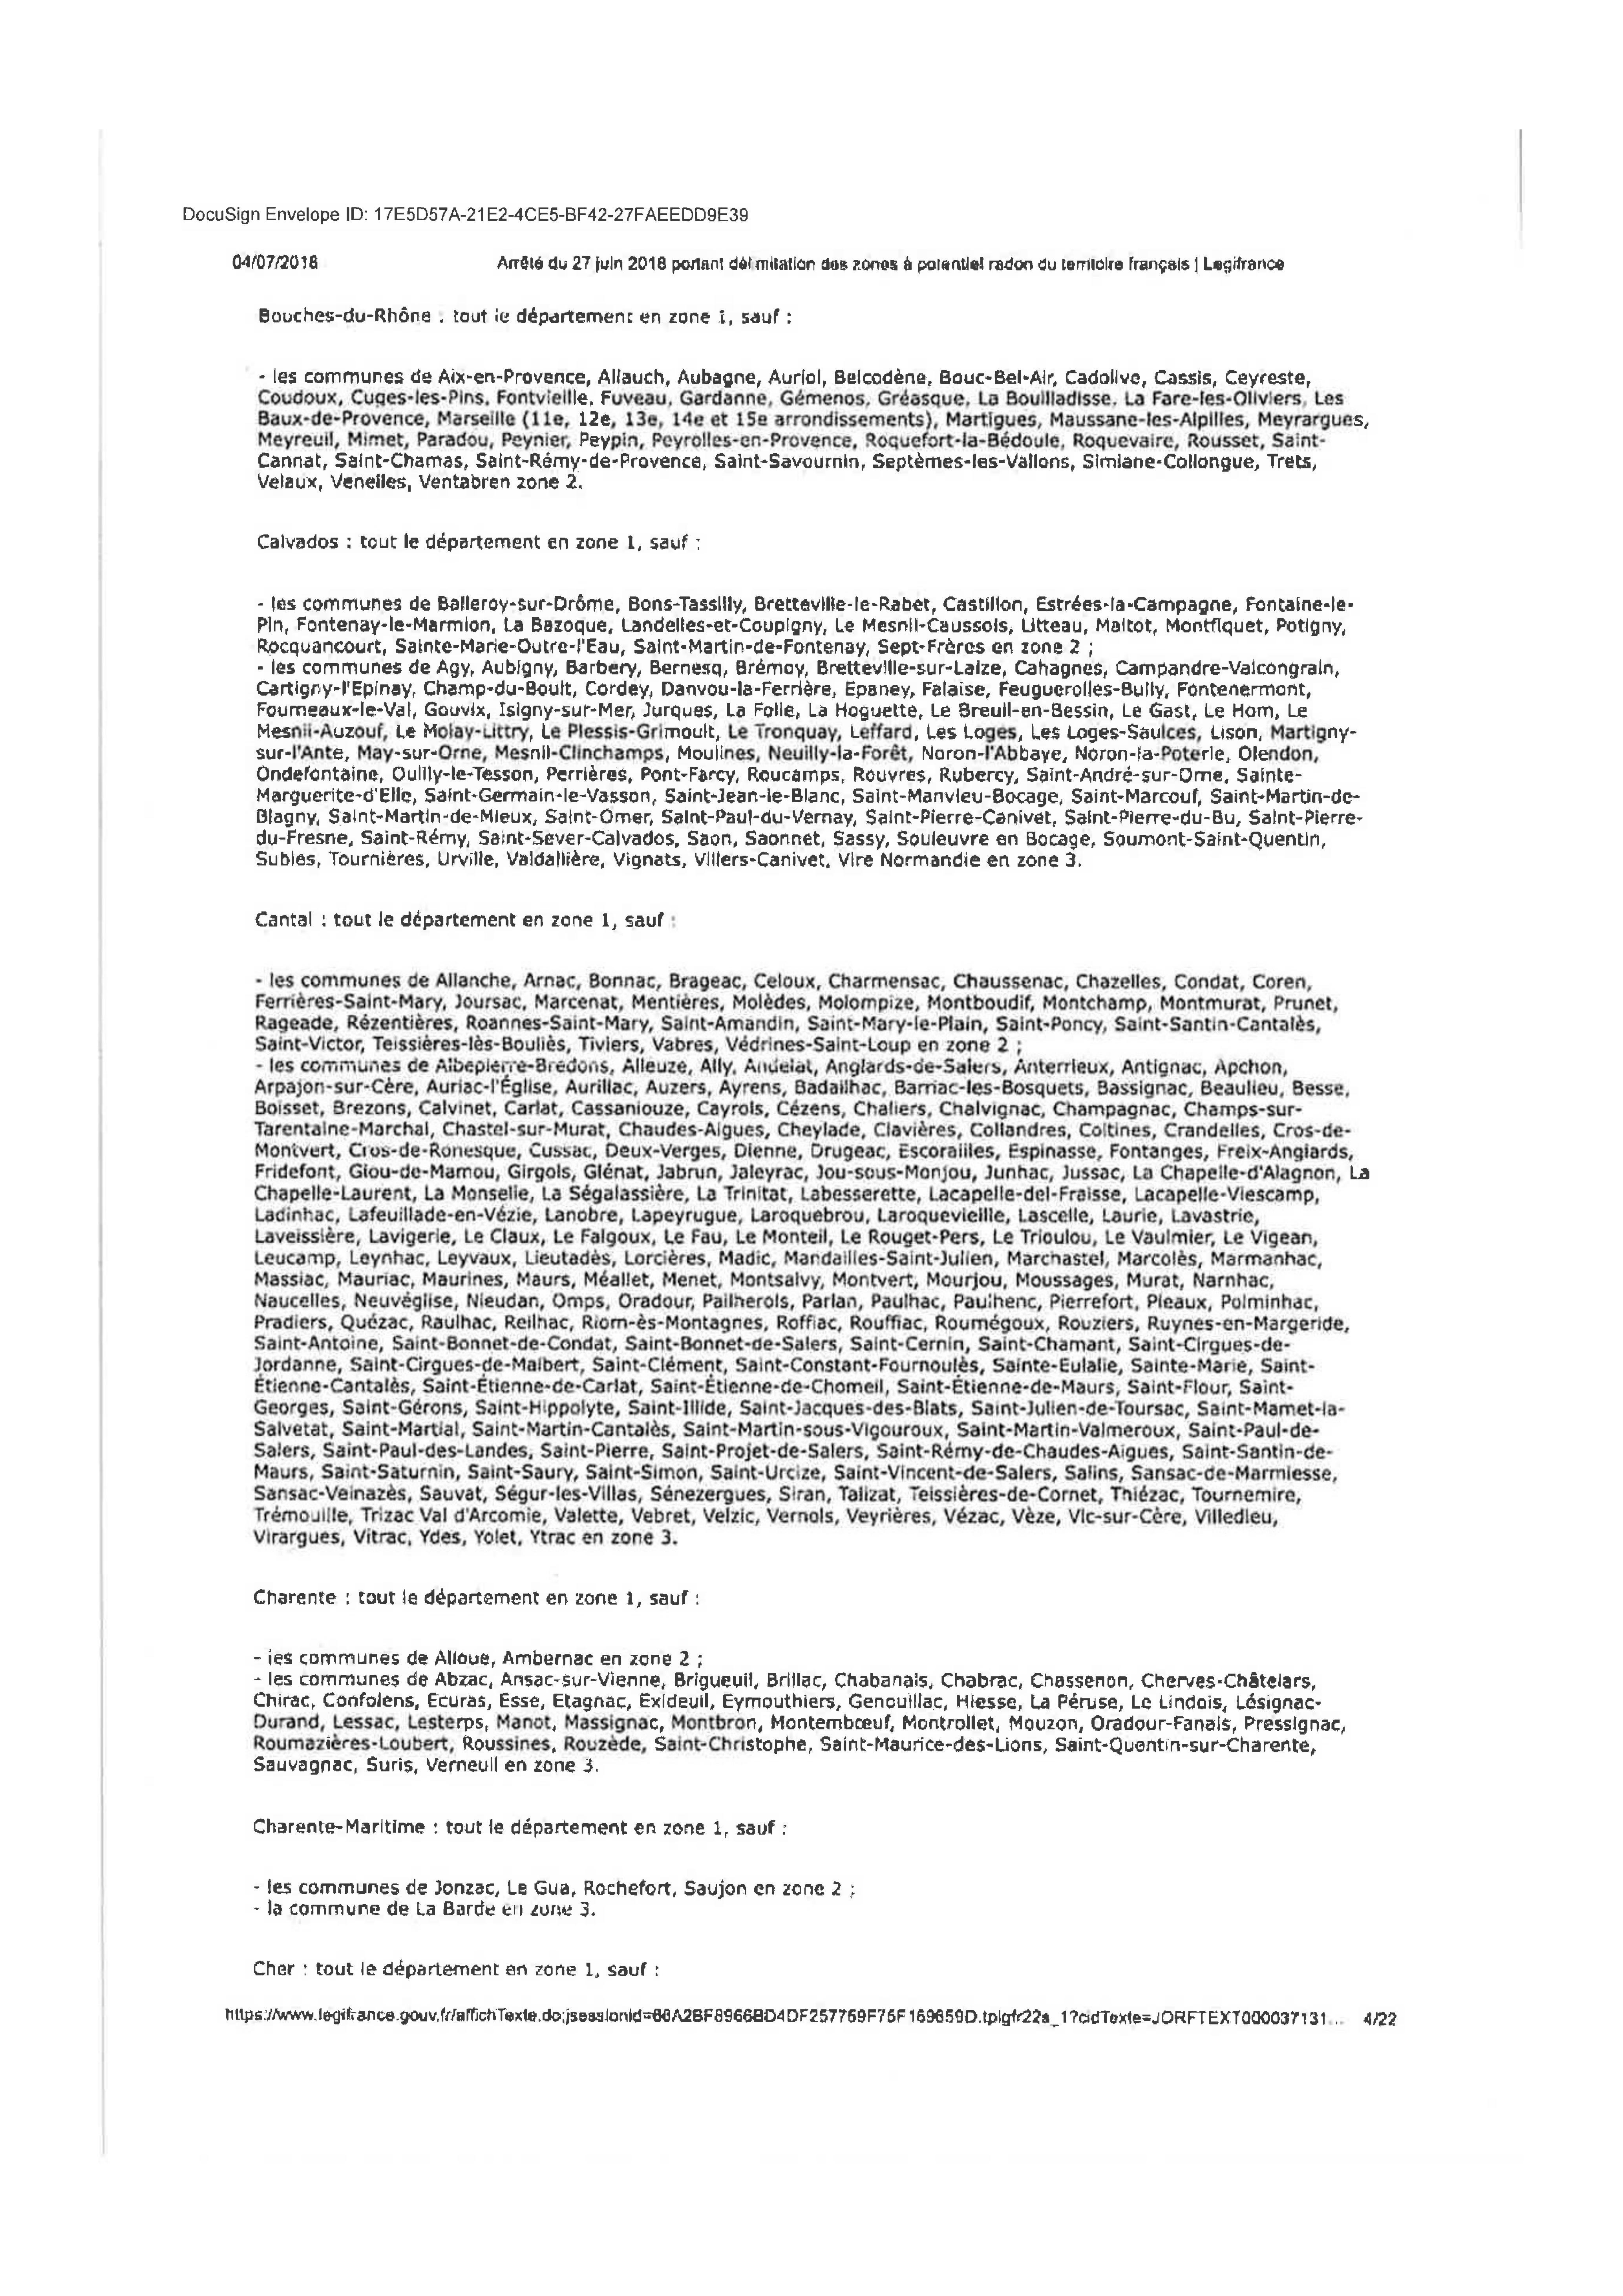 DocuSign Envelope ID: 17E5D57A-21E2-4CE5-BF42-27FAEEDD9E39
04/07/2018 Arrêté du 27 juin 2018 portant délimitation des zones à potentiel radon du territoire français | Legifrance
Bouches-du-Rhône : tout le département en zone 1, sauf :
- les communes de Aix-en-Provence, Allauch, Aubagne, Auriol, Belcodène, Bouc-Bel-Air, Cadolive, Cassis, Ceyreste,
Coudoux, Cuges-les-Pins, Fontvieille, Fuveau, Gardanne, Gémenos, Gréasque, La Bouilladisse, La Fare-les-Oliviers, Les
Baux-de-Provence, Marseille (11e, 12e, 13e, 14e et 15e arrondissements), Martigues, Maussane-les-Alpilles, Meyrargues,
Meyreuil, Mimet, Paradou, Peynier, Peypin, Peyrolles-en-Provence, Roquefort-la-Bédoule, Roquevaire, Rousset, Saint-
Cannat, Saint-Chamas, Saint-Rémy-de-Provence, Saint-Savournin, Septèmes-les-Vallons, Simiane-Collongue, Trets,
Velaux, Venelles, Ventabren zone 2.
Calvados : tout le département en zone 1, sauf :
- les communes de Balleroy-sur-Drôme, Bons-Tassilly, Bretteville-le-Rabet, Castillon, Estrées-la-Campagne, Fontaine-le-
Pin, Fontenay-le-Marmion, La Bazoque, Landelles-et-Coupigny, Le Mesnil-Caussois, Litteau, Maltot, Montfiquet, Potigny,
Rocquancourt, Sainte-Marie-Outre-l'Eau, Saint-Martin-de-Fontenay, Sept-Frères en zone 2 ;
- les communes de Agy, Aubigny, Barbery, Bernesq, Brémoy, Bretteville-sur-Laize, Cahagnes, Campandre-Valcongrain,
Cartigny-l'Epinay, Champ-du-Boult, Cordey, Danvou-la-Ferrière, Epaney, Falaise, Feuguerolles-Bully, Fontenermont,
Fourneaux-le-Val, Gouvix, Isigny-sur-Mer, Jurques, La Folie, La Hoguette, Le Breuil-en-Bessin, Le Gast, Le Hom, Le
Mesnil-Auzouf, Le Molay-Littry, Le Plessis-Grimoult, Le Tronquay, Leffard, Les Loges, Les Loges-Saulces, Lison, Martigny-
sur-l'Ante, May-sur-Orne, Mesnil-Clinchamps, Moulines, Neuilly-la-Forêt, Noron-l'Abbaye, Noron-la-Poterie, Olendon,
Ondefontaine, Ouilly-le-Tesson, Perrières, Pont-Farcy, Roucamps, Rouvres, Rubercy, Saint-André-sur-Orne, Sainte-
Marguerite-d'Elle, Saint-Germain-le-Vasson, Saint-Jean-le-Blanc, Saint-Manvieu-Bocage, Saint-Marcouf, Saint-Martin-de-
Blagny, Saint-Martin-de-Mieux, Saint-Omer, Saint-Paul-du-Vernay, Saint-Pierre-Canivet, Saint-Pierre-du-Bu, Saint-Pierre-
du-Fresne, Saint-Rémy, Saint-Sever-Calvados, Saon, Saonnet, Sassy, Souleuvre en Bocage, Soumont-Saint-Quentin,
Subles, Tournières, Urville, Valdallière, Vignats, Villers-Canivet, Vire Normandie en zone 3.
Cantal : tout le département en zone 1, sauf :
- les communes de Allanche, Arnac, Bonnac, Brageac, Celoux, Charmensac, Chaussenac, Chazelles, Condat, Coren,
Ferrières-Saint-Mary, Joursac, Marcenat, Mentières, Molèdes, Molompize, Montboudif, Montchamp, Montmurat, Prunet,
Rageade, Rézentières, Roannes-Saint-Mary, Saint-Amandin, Saint-Mary-le-Plain, Saint-Poncy, Saint-Santin-Cantalès,
Saint-Victor, Teissières-lès-Bouliès, Tiviers, Vabres, Védrines-Saint-Loup en zone 2 ;
- les communes de Albepierre-Bredons, Alleuze, Ally, Andelat, Anglards-de-Salers, Anterrieux, Antignac, Apchon,
Arpajon-sur-Cère, Auriac-l'Église, Aurillac, Auzers, Ayrens, Badailhac, Barriac-les-Bosquets, Bassignac, Beaulieu, Besse,
Boisset, Brezons, Calvinet, Carlat, Cassaniouze, Cayrols, Cézens, Chaliers, Chalvignac, Champagnac, Champs-sur-
Tarentaine-Marchal, Chastel-sur-Murat, Chaudes-Aigues, Cheylade, Clavières, Collandres, Coltines, Crandelles, Cros-de-
Montvert, Cros-de-Ronesque, Cussac, Deux-Verges, Dienne, Drugeac, Escorailles, Espinasse, Fontanges, Freix-Anglards,
Fridefont, Giou-de-Mamou, Girgols, Glénat, Jabrun, Jaleyrac, Jou-sous-Monjou, Junhac, Jussac, La Chapelle-d'Alagnon, La
Chapelle-Laurent, La Monselie, La Ségalassière, La Trinitat, Labesserette, Lacapelle-del-Fraisse, Lacapelle-Viescamp,
Ladinhac, Lafeuillade-en-Vézie, Lanobre, Lapeyrugue, Laroquebrou, Laroquevieille, Lascelle, Laurie, Lavastrie,
Laveissière, Lavigerie, Le Claux, Le Falgoux, Le Fau, Le Monteil, Le Rouget-Pers, Le Trioulou, Le Vaulmier, Le Vigean,
Leucamp, Leynhac, Leyvaux, Lieutadès, Lorcières, Madic, Mandailles-Saint-Julien, Marchastel, Marcolès, Marmanhac,
Massiac, Mauriac, Maurines, Maurs, Méallet, Menet, Montsalvy, Montvert, Mourjou, Moussages, Murat, Narnhac,
Naucelles, Neuvéglise, Nieudan, Omps, Oradour, Pailherols, Parlan, Paulhac, Paulhenc, Pierrefort, Pleaux, Polminhac,
Pradiers, Quézac, Raulhac, Reilhac, Riom-ès-Montagnes, Roffiac, Rouffiac, Roumégoux, Rouziers, Ruynes-en-Margeride,
Saint-Antoine, Saint-Bonnet-de-Condat, Saint-Bonnet-de-Salers, Saint-Cernin, Saint-Chamant, Saint-Cirgues-de-
Jordanne, Saint-Cirgues-de-Malbert, Saint-Clément, Saint-Constant-Fournoulès, Sainte-Eulalie, Sainte-Marie, Saint-
Étienne-Cantalès, Saint-Étienne-de-Carlat, Saint-Étienne-de-Chomeil, Saint-Étienne-de-Maurs, Saint-Flour, Saint-
Georges, Saint-Gérons, Saint-Hippolyte, Saint-Illide, Saint-Jacques-des-Blats, Saint-Julien-de-Toursac, Saint-Mamet-la-
Salvetat, Saint-Martial, Saint-Martin-Cantalès, Saint-Martin-sous-Vigouroux, Saint-Martin-Valmeroux, Saint-Paul-de-
Salers, Saint-Paul-des-Landes, Saint-Pierre, Saint-Projet-de-Salers, Saint-Rémy-de-Chaudes-Aigues, Saint-Santin-de-
Maurs, Saint-Saturnin, Saint-Saury, Saint-Simon, Saint-Urcize, Saint-Vincent-de-Salers, Salins, Sansac-de-Marmiesse,
Sansac-Veinazès, Sauvat, Ségur-les-Villas, Sénezergues, Siran, Talizat, Teissières-de-Cornet, Thiézac, Tournemire,
Trémouille, Trizac Val d'Arcomie, Valette, Vebret, Velzic, Vernols, Veyrières, Vézac, Vèze, Vic-sur-Cère, Villedieu,
Virargues, Vitrac, Ydes, Yolet, Ytrac en zone 3.
Charente : tout le département en zone 1, sauf :
- les communes de Alloue, Ambernac en zone 2 ;
- les communes de Abzac, Ansac-sur-Vienne, Brigueuil, Brillac, Chabanais, Chabrac, Chassenon, Cherves-Châtelars,
Chirac, Confolens, Ecuras, Esse, Etagnac, Exideuil, Eymouthiers, Genouillac, Hiesse, La Péruse, Le Lindois, Lésignac-
Durand, Lessac, Lesterps, Manot, Massignac, Montbron, Montembœuf, Montrollet, Mouzon, Oradour-Fanais, Pressignac,
Roumazières-Loubert, Roussines, Rouzède, Saint-Christophe, Saint-Maurice-des-Lions, Saint-Quentin-sur-Charente,
Sauvagnac, Suris, Verneuil en zone 3.
Charente-Maritime : tout le département en zone 1, sauf :
- les communes de Jonzac, Le Gua, Rochefort, Saujon en zone 2 ;
- la commune de La Barde en zone 3.
Cher : tout le département en zone 1, sauf :
https://www.legifrance.gouv.fr/affichTexte.do;jsessionid=66A2BF8966BD4DF257759F75F169659D.tplgfr22s_1?cidTexte=JORFTEXT000037131... 4/22